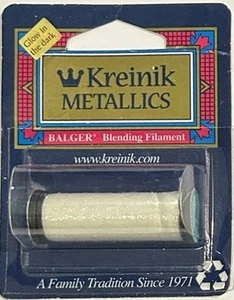 Glow in
the dark
Kreinik
METALLICS
BALGER® Blending Filament
www.kreinik.com
A Family Tradition Since 1971